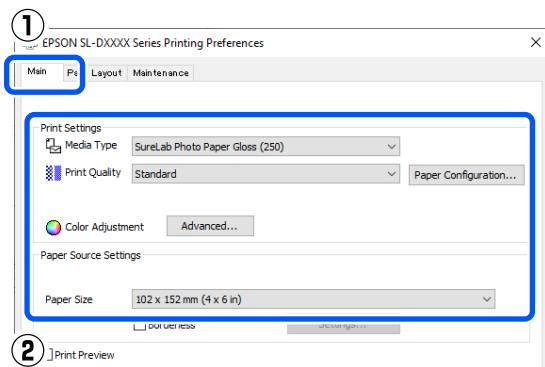 ①
EPSON SL-DXXXX Series Printing Preferences
Main Pa Layout Maintenance
Print Settings
Media Type SureLab Photo Paper Gloss (250)
Print Quality Standard Paper Configuration...
Color Adjustment Advanced...
Paper Source Settings
Paper Size 102 x 152 mm (4 x 6 in)
Borderless Settings...
②
Print Preview